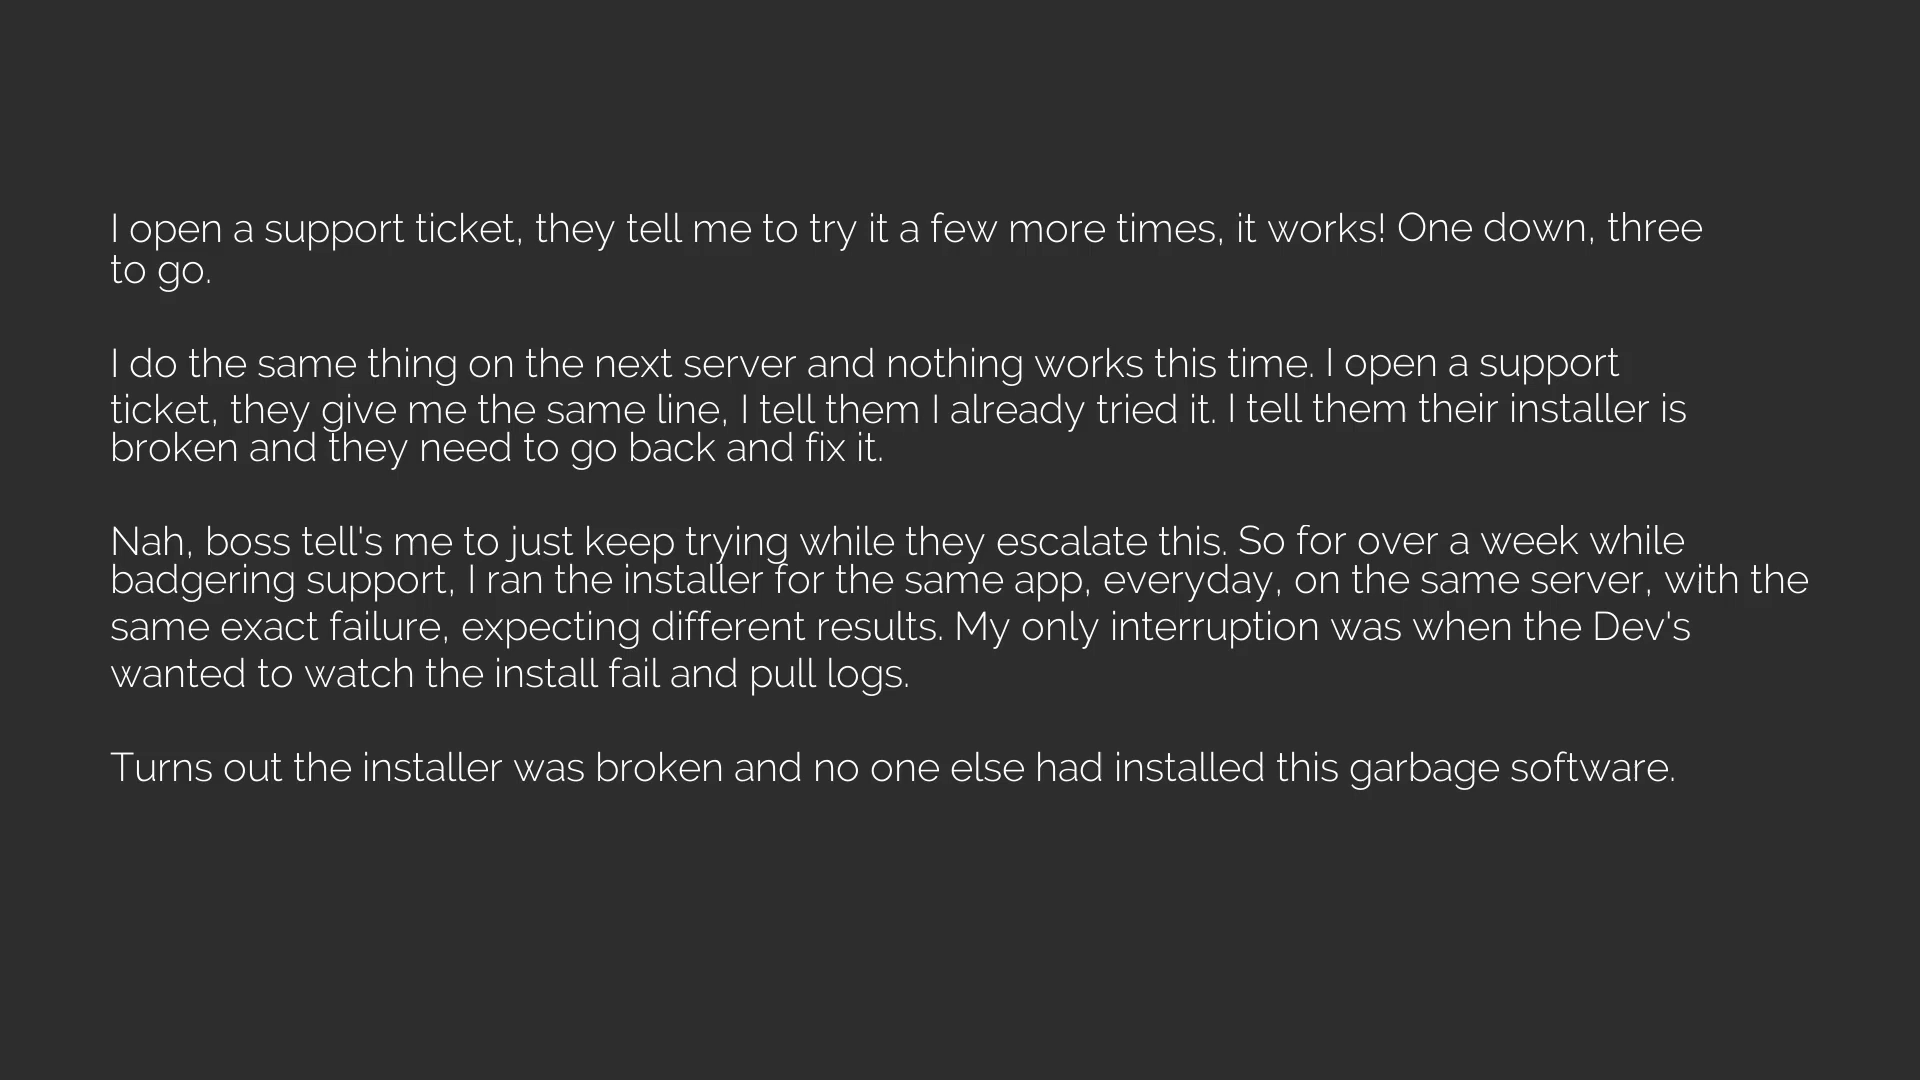 I open a support ticket, they tell me to try it a few more times, it works! One down, three
to go.
I do the same thing on the next server and nothing works this time. I open a support
ticket, they give me the same line, I tell them I already tried it. I tell them their installer is
broken and they need to go back and fix it.
Nah, boss tell's me to just keep trying while they escalate this. So for over a week while
badgering support, I ran the installer for the same app, everyday, on the same server, with the
same exact failure, expecting different results. My only interruption was when the Dev's
wanted to watch the install fail and pull logs.
Turns out the installer was broken and no one else had installed this garbage software.